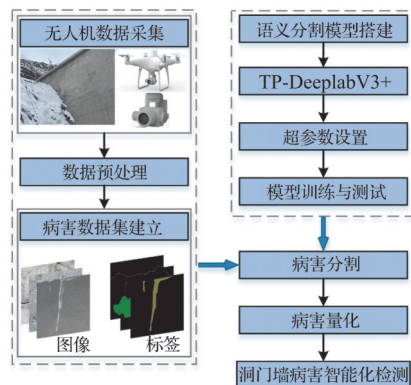 无人机数据采集
数据预处理
病害数据集建立
图像
标签
语义分割模型搭建
TP-DeeplabV3+
超参数设置
模型训练与测试
病害分割
病害量化
洞门墙病害智能化检测